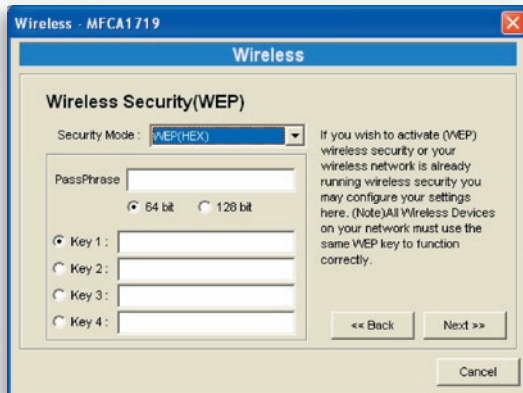 Wireless - MFCA1719
Wireless
Wireless Security(WEP)
Security Mode : WEP(HEX)
PassPhrase
64 bit 128 bit
Key 1 :
Key 2 :
Key 3 :
Key 4 :
If you wish to activate (WEP)
wireless security or your
wireless network is already
running wireless security you
may configure your settings
here. (Note)All Wireless Devices
on your network must use the
same WEP key to function
correctly.
<< Back Next >>
Cancel